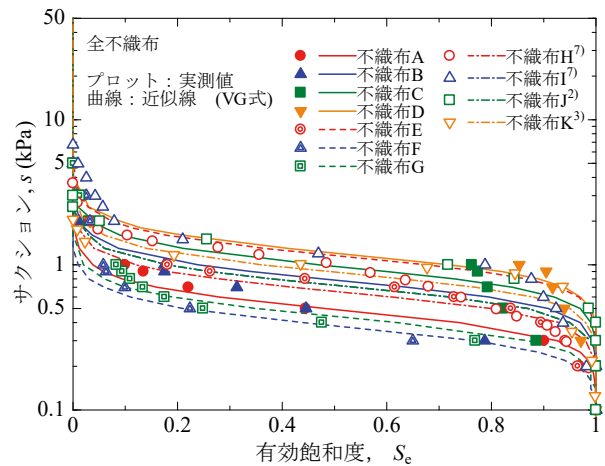 50
10
5
1
0.5
0.1
サクション, s (kPa)
全不織布
プロット：実測値
曲線：近似線 (VG式)
不織布A
不織布B
不織布C
不織布D
不織布E
不織布F
不織布G
不織布H7)
不織布I7)
不織布J2)
不織布K3)
0 0.2 0.4 0.6 0.8 1
有効飽和度, Se